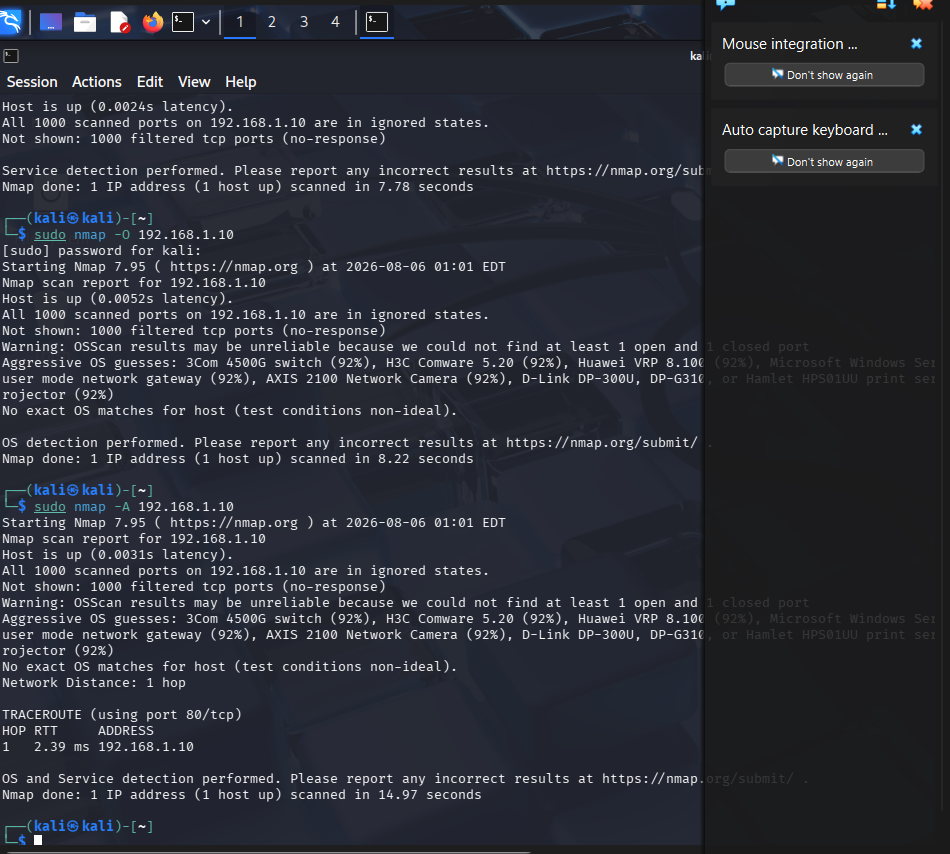 1 2 3 4
ka
Session Actions Edit View Help
Host is up (0.0024s latency).
All 1000 scanned ports on 192.168.1.10 are in ignored states.
Not shown: 1000 filtered tcp ports (no-response)
Service detection performed. Please report any incorrect results at https://nmap.org/subm
Nmap done: 1 IP address (1 host up) scanned in 7.78 seconds
┌──(kali㉿kali)-[~]
└─$ sudo nmap -O 192.168.1.10
[sudo] password for kali:
Starting Nmap 7.95 ( https://nmap.org ) at 2026-08-06 01:01 EDT
Nmap scan report for 192.168.1.10
Host is up (0.0052s latency).
All 1000 scanned ports on 192.168.1.10 are in ignored states.
Not shown: 1000 filtered tcp ports (no-response)
Warning: OSScan results may be unreliable because we could not find at least 1 open and 1 closed port
Aggressive OS guesses: 3Com 4500G switch (92%), H3C Comware 5.20 (92%), Huawei VRP 8.100 (92%), Microsoft Windows Ser
user mode network gateway (92%), AXIS 2100 Network Camera (92%), D-Link DP-300U, DP-G310, or Hamlet HPS01UU print ser
rojector (92%)
No exact OS matches for host (test conditions non-ideal).
OS detection performed. Please report any incorrect results at https://nmap.org/submit/ .
Nmap done: 1 IP address (1 host up) scanned in 8.22 seconds
┌──(kali㉿kali)-[~]
└─$ sudo nmap -A 192.168.1.10
Starting Nmap 7.95 ( https://nmap.org ) at 2026-08-06 01:01 EDT
Nmap scan report for 192.168.1.10
Host is up (0.0031s latency).
All 1000 scanned ports on 192.168.1.10 are in ignored states.
Not shown: 1000 filtered tcp ports (no-response)
Warning: OSScan results may be unreliable because we could not find at least 1 open and 1 closed port
Aggressive OS guesses: 3Com 4500G switch (92%), H3C Comware 5.20 (92%), Huawei VRP 8.100 (92%), Microsoft Windows Ser
user mode network gateway (92%), AXIS 2100 Network Camera (92%), D-Link DP-300U, DP-G310, or Hamlet HPS01UU print ser
rojector (92%)
No exact OS matches for host (test conditions non-ideal).
Network Distance: 1 hop
TRACEROUTE (using port 80/tcp)
HOP RTT ADDRESS
1 2.39 ms 192.168.1.10
OS and Service detection performed. Please report any incorrect results at https://nmap.org/submit/ .
Nmap done: 1 IP address (1 host up) scanned in 14.97 seconds
┌──(kali㉿kali)-[~]
└─$
Mouse integration ...
Don't show again
Auto capture keyboard ...
Don't show again